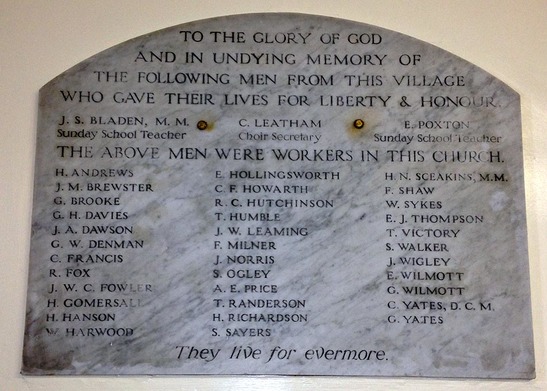 TO THE GLORY OF GOD
AND IN UNDYING MEMORY OF
THE FOLLOWING MEN FROM THIS VILLAGE
WHO GAVE THEIR LIVES FOR LIBERTY & HONOUR.
J. S. BLADEN, M. M. C. LEATHAM E. POXTON
Sunday School Teacher Choir Secretary Sunday School Teacher
THE ABOVE MEN WERE WORKERS IN THIS CHURCH.
H. ANDREWS E. HOLLINGSWORTH H. N. SCEAKINS, M.M.
J. M. BREWSTER C. F. HOWARTH F. SHAW
G. BROOKE R. C. HUTCHINSON W. SYKES
G. H. DAVIES T. HUMBLE E. J. THOMPSON
J. A. DAWSON J. W. LEAMING T. VICTORY
G. W. DENMAN F. MILNER S. WALKER
C. FRANCIS J. NORRIS J. WIGLEY
R. FOX S. OGLEY E. WILMOTT
J. W. C. FOWLER A. E. PRICE G. WILMOTT
H. GOMERSALL T. RANDERSON C. YATES, D. C. M.
H. HANSON H. RICHARDSON G. YATES
W. HARWOOD S. SAYERS
They live for evermore.